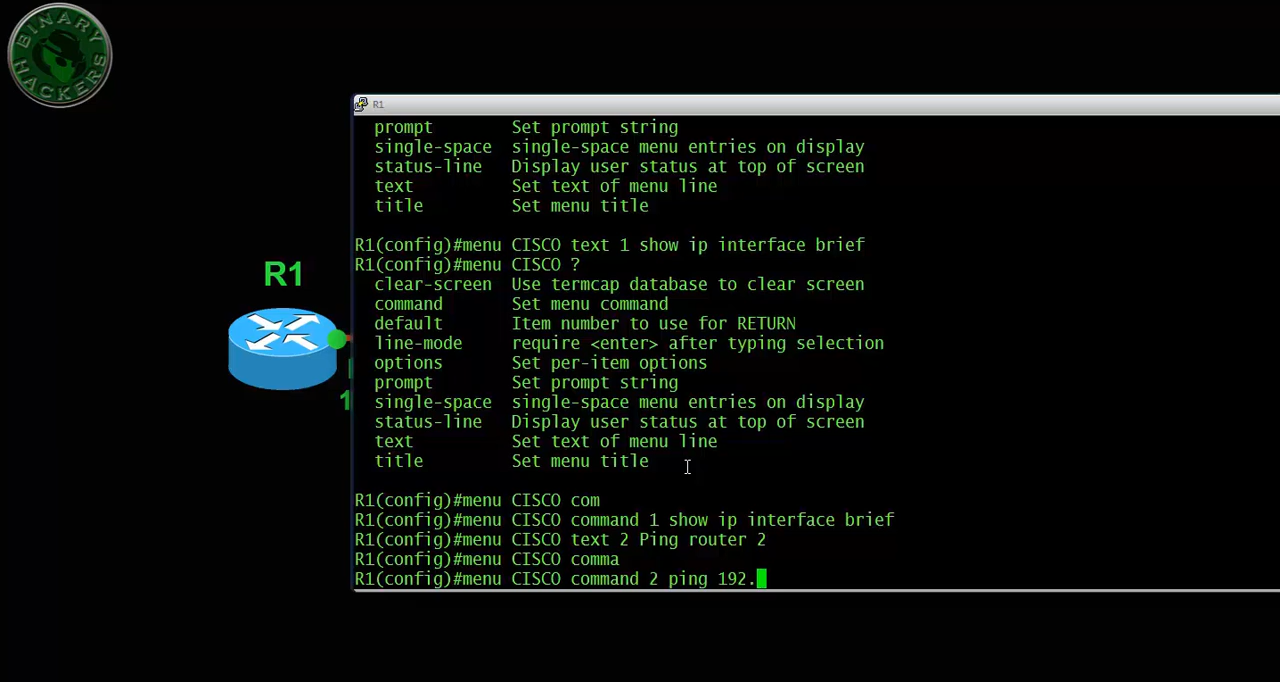 BINARY
HACKERS
R1
prompt Set prompt string
single-space single-space menu entries on display
status-line Display user status at top of screen
text Set text of menu line
title Set menu title
R1(config)#menu CISCO text 1 show ip interface brief
R1(config)#menu CISCO ?
clear-screen Use termcap database to clear screen
command Set menu command
default Item number to use for RETURN
line-mode require <enter> after typing selection
options Set per-item options
prompt Set prompt string
single-space single-space menu entries on display
status-line Display user status at top of screen
text Set text of menu line
title Set menu title
R1(config)#menu CISCO com
R1(config)#menu CISCO command 1 show ip interface brief
R1(config)#menu CISCO text 2 Ping router 2
R1(config)#menu CISCO comma
R1(config)#menu CISCO command 2 ping 192.
R1
1